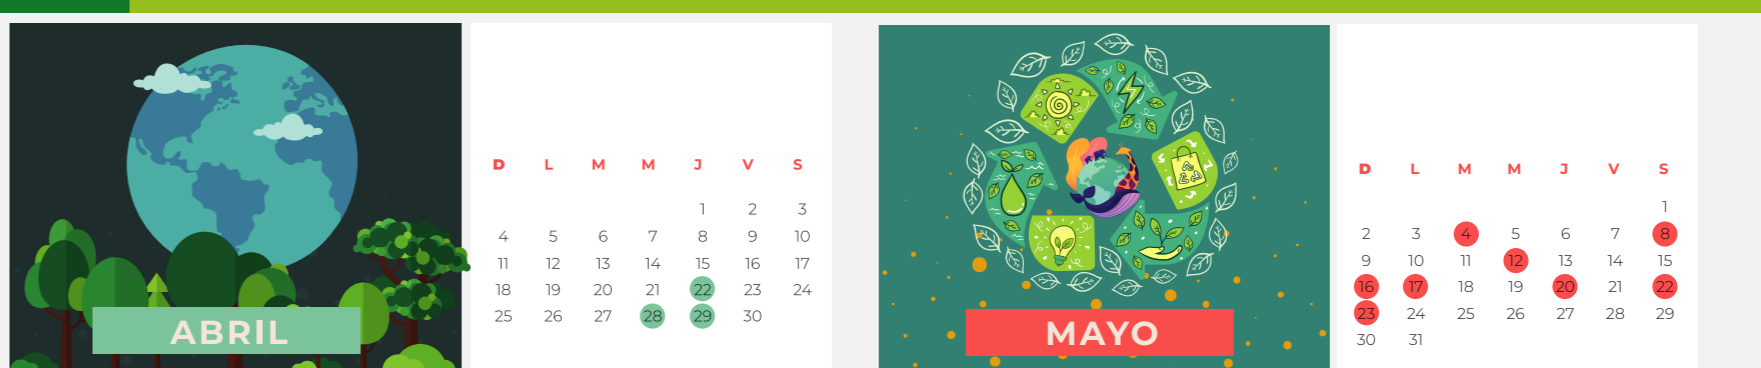 D L M M J V S
1 2 3
4 5 6 7 8 9 10
11 12 13 14 15 16 17
18 19 20 21 22 23 24
25 26 27 28 29 30
ABRIL
D L M M J V S
1
2 3 4 5 6 7 8
9 10 11 12 13 14 15
16 17 18 19 20 21 22
23 24 25 26 27 28 29
30 31
MAYO